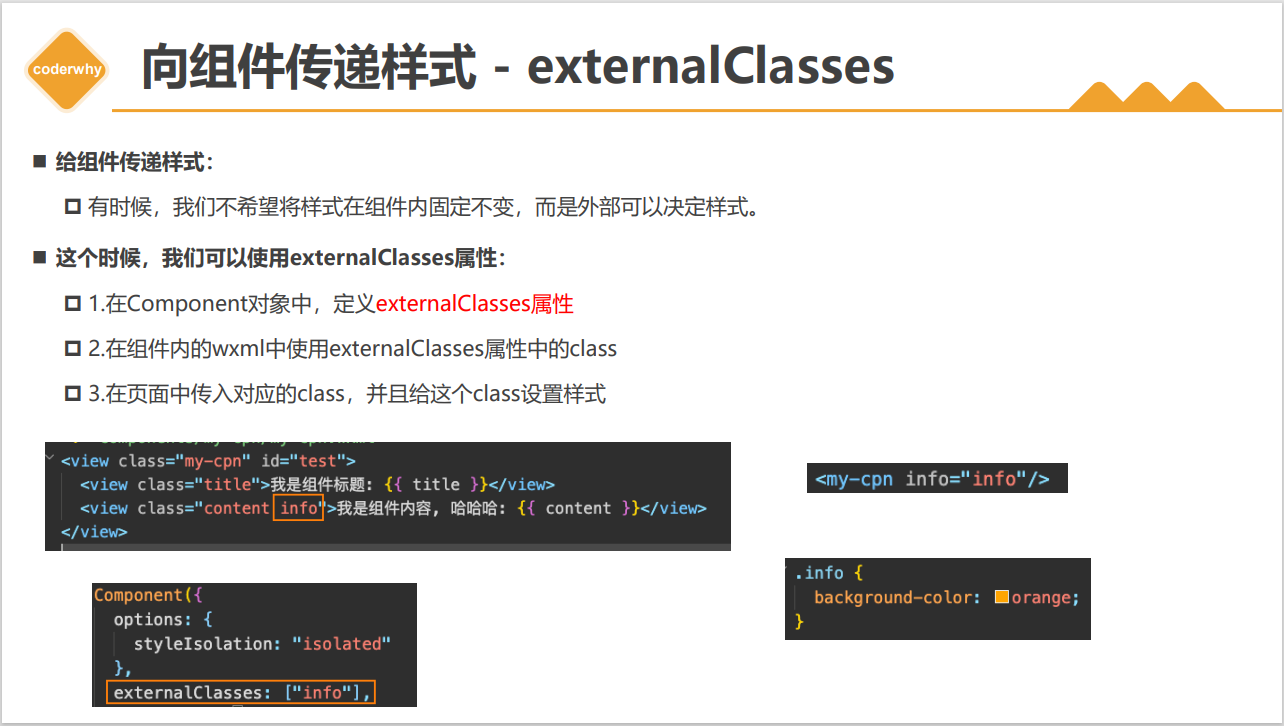 coderwhy
向组件传递样式 - externalClasses
给组件传递样式：
有时候，我们不希望将样式在组件内固定不变，而是外部可以决定样式。
这个时候，我们可以使用externalClasses属性：
1.在Component对象中，定义externalClasses属性
2.在组件内的wxml中使用externalClasses属性中的class
3.在页面中传入对应的class，并且给这个class设置样式
<view class="my-cpn" id="test">
<view class="title">我是组件标题: {{ title }}</view>
<view class="content info">我是组件内容, 哈哈哈: {{ content }}</view>
</view>
<my-cpn info="info"/>
Component({
options: {
styleIsolation: "isolated"
},
externalClasses: ["info"],
.info {
background-color: orange;
}